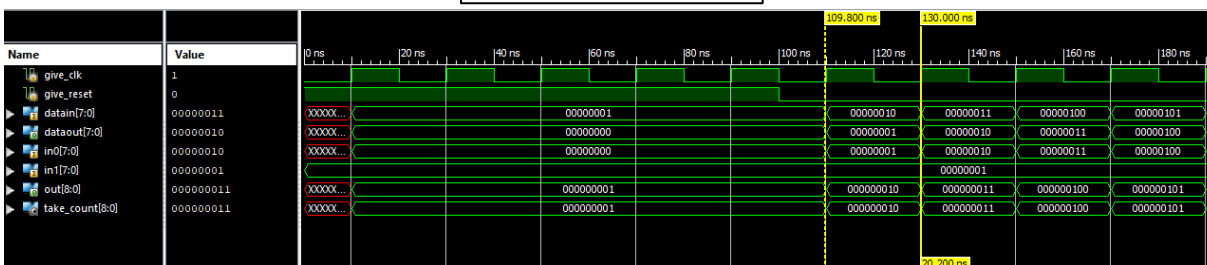 109.800 ns 130.000 ns
Name Value |0 ns |20 ns |40 ns |60 ns |80 ns |100 ns |120 ns |140 ns |160 ns |180 ns
give_clk 1
give_reset 0
datain[7:0] 00000011 XXXXX... 00000001 00000010 00000011 00000100 00000101
dataout[7:0] 00000010 XXXXX... 00000000 00000001 00000010 00000011 00000100
in0[7:0] 00000010 XXXXX... 00000000 00000001 00000010 00000011 00000100
in1[7:0] 00000001 00000001
out[8:0] 000000011 XXXXX... 000000001 000000010 000000011 000000100 000000101
take_count[8:0] 000000011 XXXXX... 000000001 000000010 000000011 000000100 000000101
20.200 ns